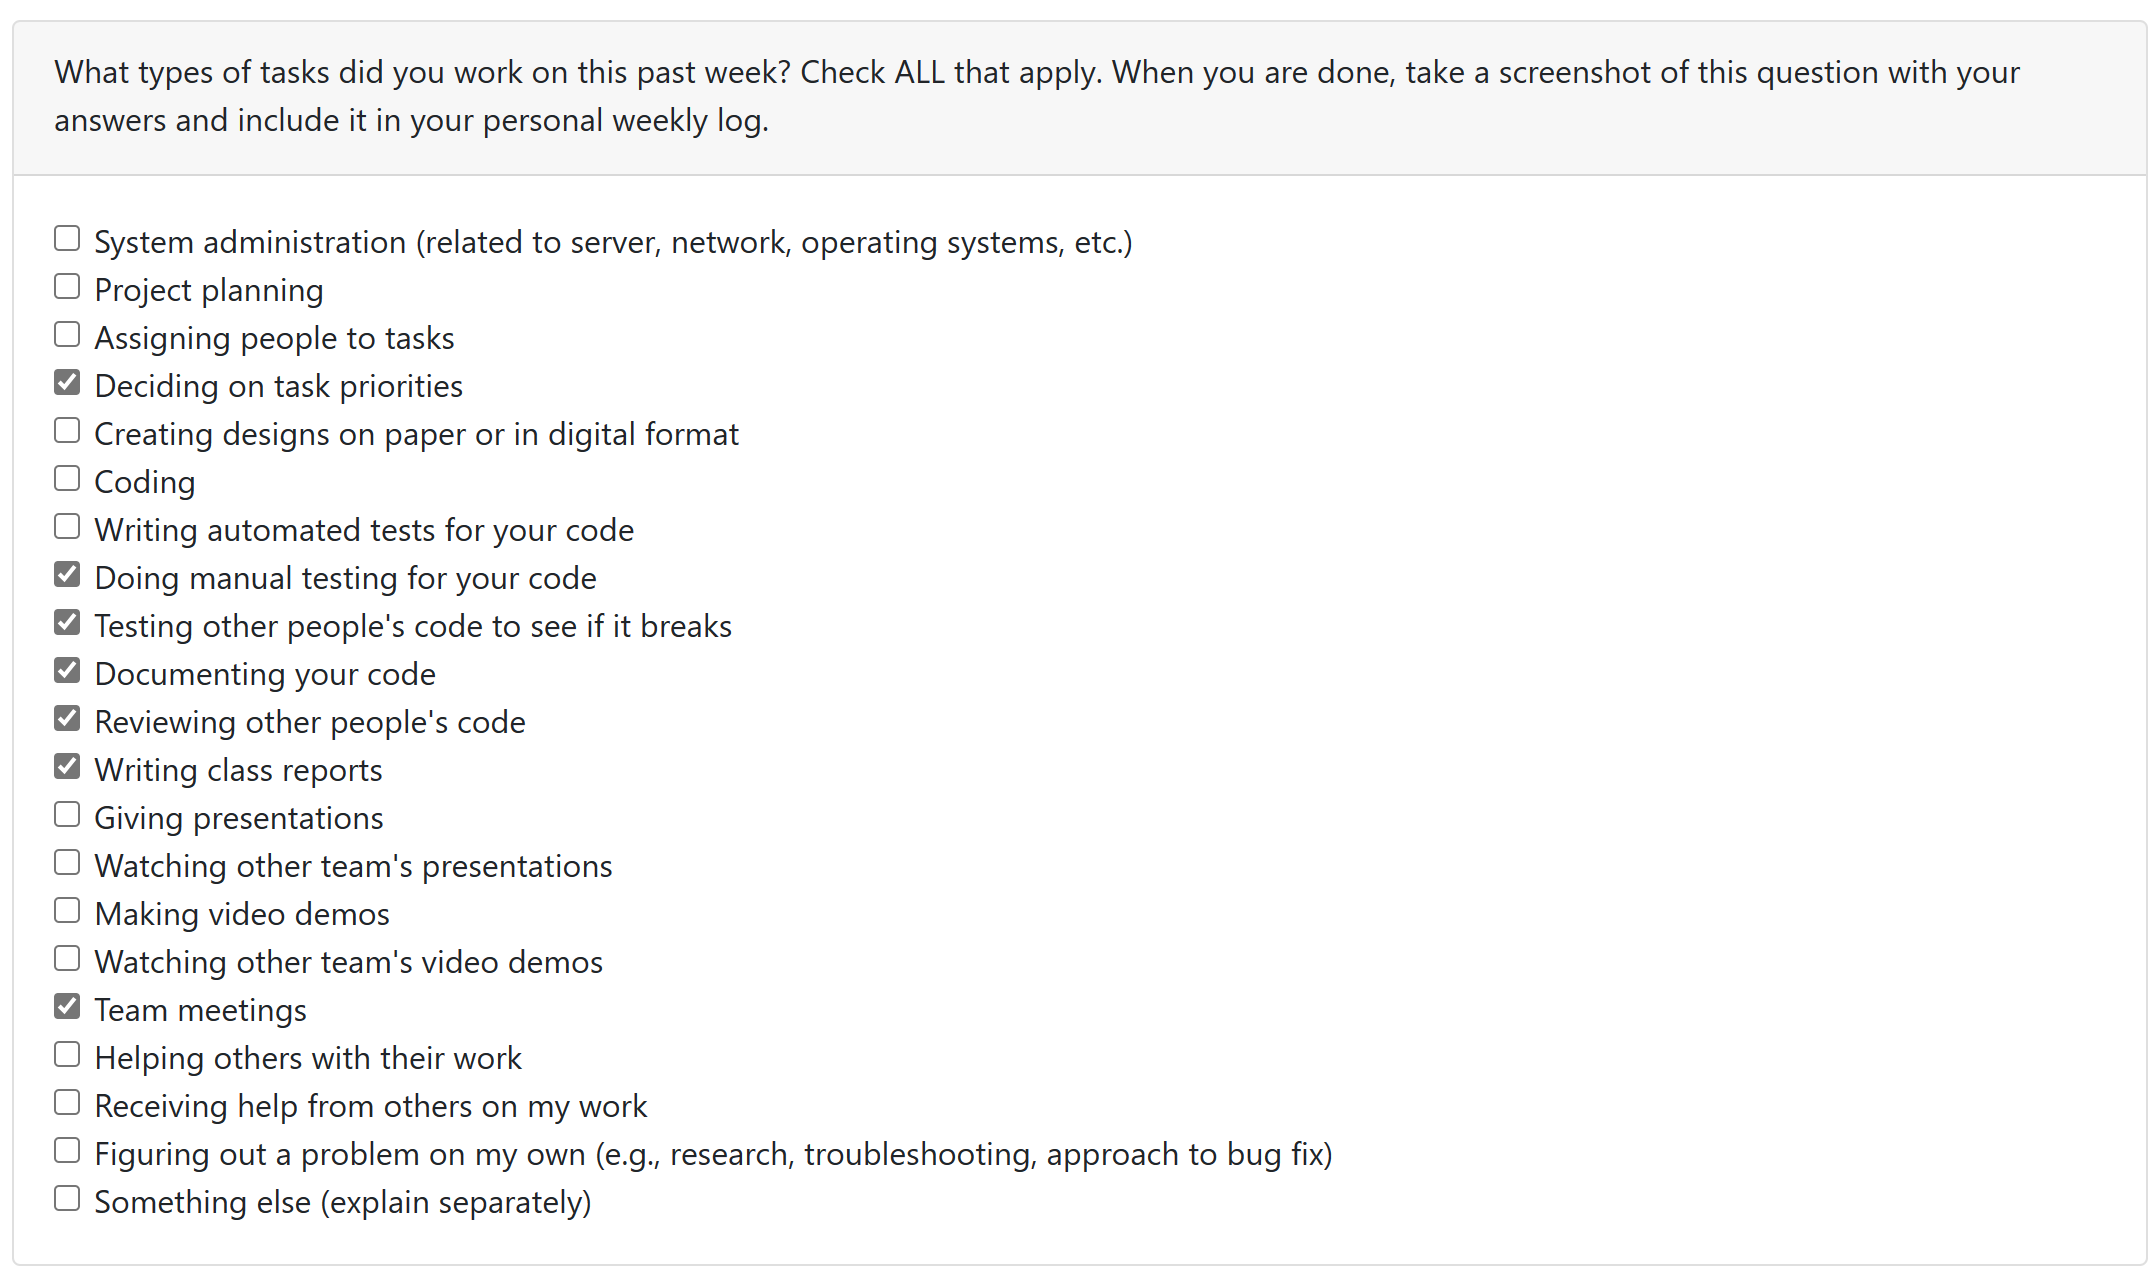 What types of tasks did you work on this past week? Check ALL that apply. When you are done, take a screenshot of this question with your
answers and include it in your personal weekly log.
System administration (related to server, network, operating systems, etc.)
Project planning
Assigning people to tasks
Deciding on task priorities
Creating designs on paper or in digital format
Coding
Writing automated tests for your code
Doing manual testing for your code
Testing other people's code to see if it breaks
Documenting your code
Reviewing other people's code
Writing class reports
Giving presentations
Watching other team's presentations
Making video demos
Watching other team's video demos
Team meetings
Helping others with their work
Receiving help from others on my work
Figuring out a problem on my own (e.g., research, troubleshooting, approach to bug fix)
Something else (explain separately)